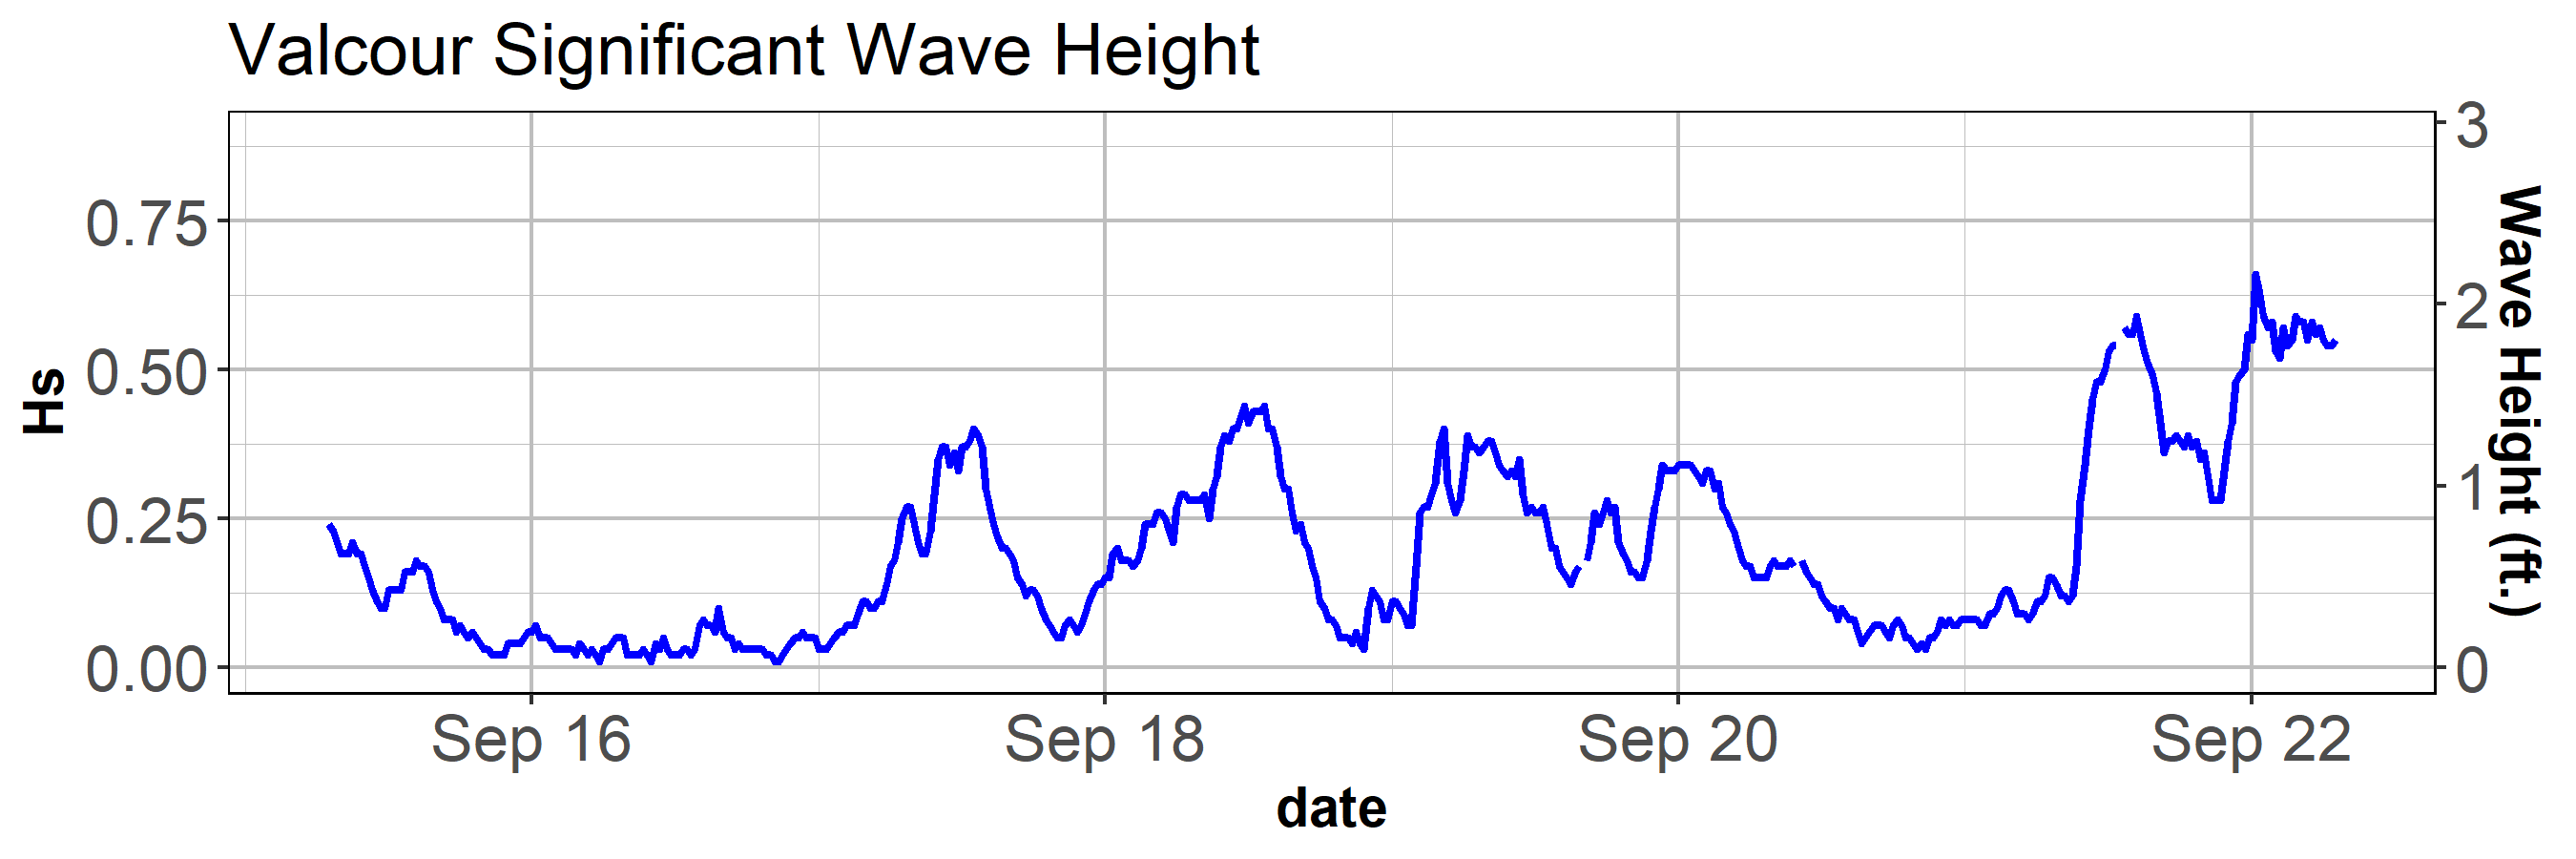 Valcour Significant Wave Height
Hs
0.75
0.50
0.25
0.00
3
2
1
0
Wave Height (ft.)
Sep 16
Sep 18
Sep 20
Sep 22
date